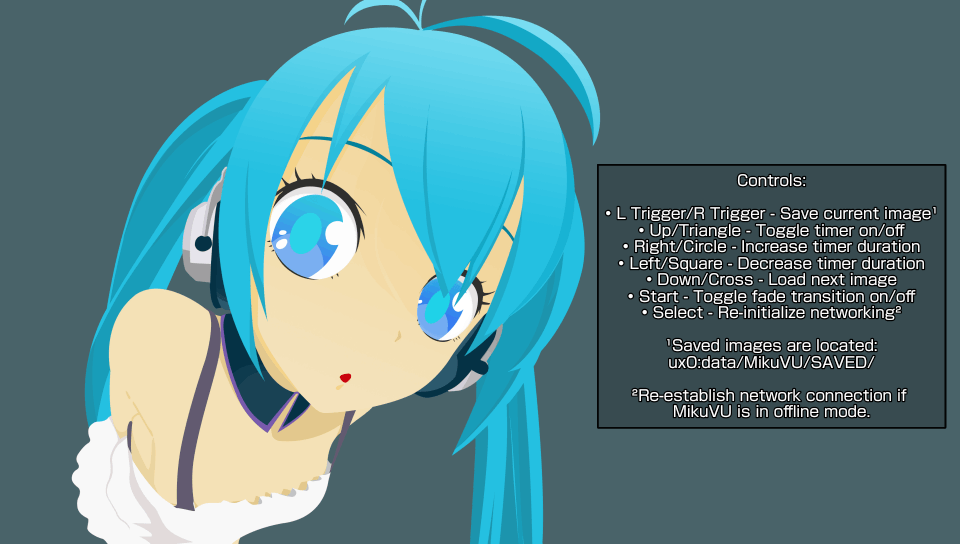 Controls:
• L Trigger/R Trigger - Save current image¹
• Up/Triangle - Toggle timer on/off
• Right/Circle - Increase timer duration
• Left/Square - Decrease timer duration
• Down/Cross - Load next image
• Start - Toggle fade transition on/off
• Select - Re-initialize networking²
¹Saved images are located:
ux0:data/MikuVU/SAVED/
²Re-establish network connection if
MikuVU is in offline mode.